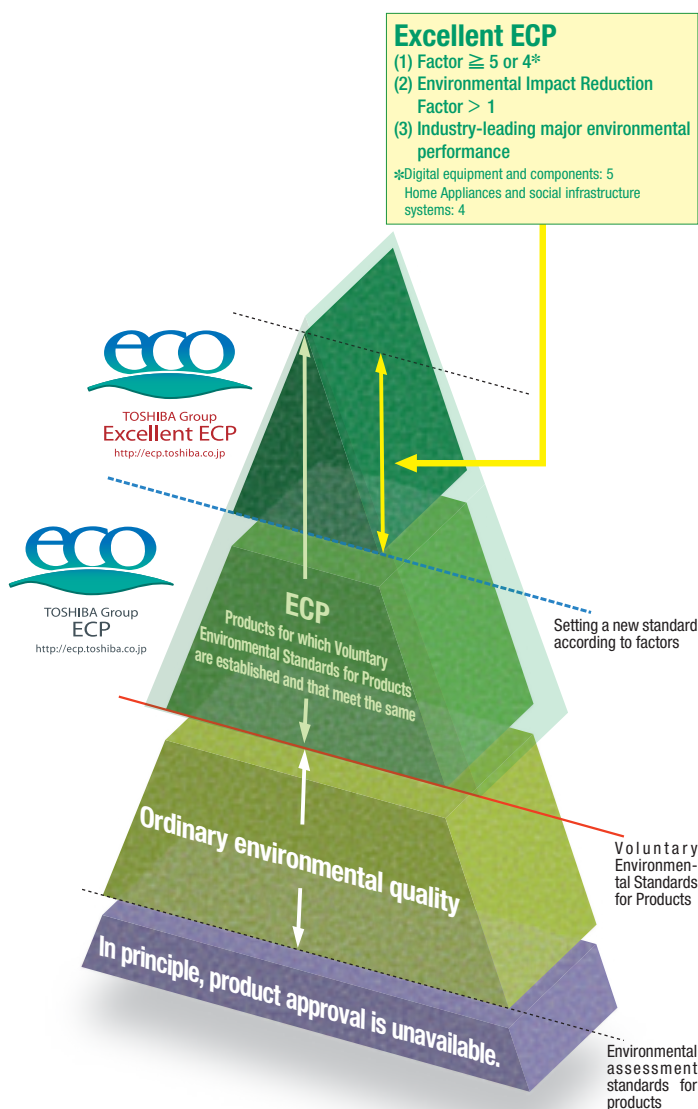 Excellent ECP
(1) Factor ≧ 5 or 4*
(2) Environmental Impact Reduction
Factor > 1
(3) Industry-leading major environmental
performance
*Digital equipment and components: 5
Home Appliances and social infrastructure
systems: 4
eco
TOSHIBA Group
Excellent ECP
http://ecp.toshiba.co.jp
eco
TOSHIBA Group
ECP
http://ecp.toshiba.co.jp
ECP
Products for which Voluntary
Environmental Standards for Products
are established and that meet the same
Setting a new standard
according to factors
Ordinary environmental quality
Voluntary
Environmen-
tal Standards
for Products
In principle, product approval is unavailable.
Environmental
assessment
standards for
products